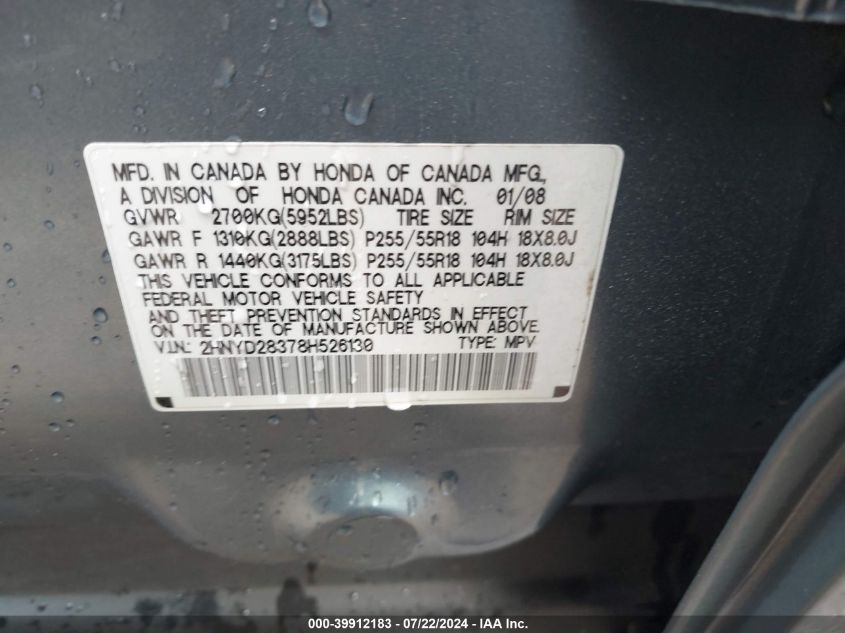 MFD. IN CANADA BY HONDA OF CANADA MFG.,
A DIVISION OF HONDA CANADA INC. 01/08
GVWR 2700KG(5952LBS) TIRE SIZE RIM SIZE
GAWR F 1310KG(2888LBS) P255/55R18 104H 18X8.0J
GAWR R 1440KG(3175LBS) P255/55R18 104H 18X8.0J
THIS VEHICLE CONFORMS TO ALL APPLICABLE
FEDERAL MOTOR VEHICLE SAFETY
AND THEFT PREVENTION STANDARDS IN EFFECT
ON THE DATE OF MANUFACTURE SHOWN ABOVE.
V.I.N.: 2HNYD28378H526130 TYPE: MPV
000-39912183 - 07/22/2024 - IAA Inc.